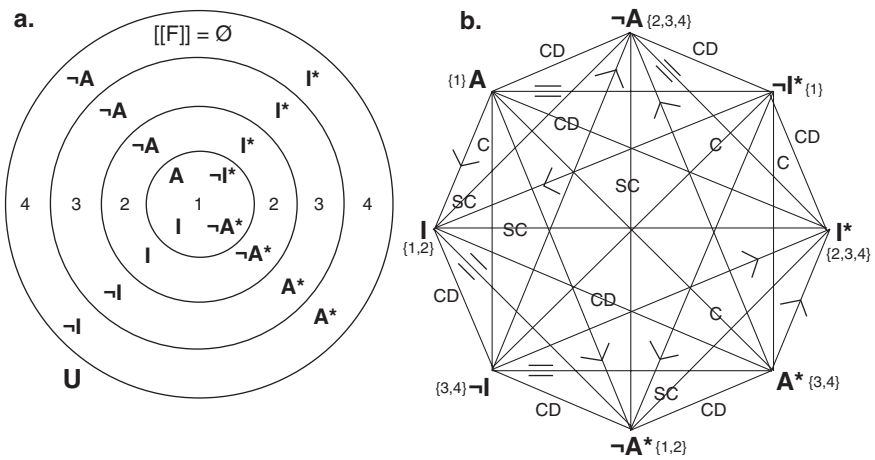 a.
[[F]] = Ø
¬A I*
¬A I*
¬A I*
A ¬I*
4 3 2 1 2 3 4
I ¬A*
I ¬A*
¬I A*
¬I A*
U
b.
¬A {2,3,4}
CD CD
{1} A ¬I* {1}
CD CD
C C C
SC SC
SC
I I*
{1,2} {2,3,4}
CD CD
C
{3,4} ¬I A* {3,4}
SC
CD CD
¬A* {1,2}